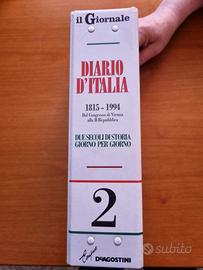 il Giornale
DIARIO
D'ITALIA
1815 - 1994
Dal Congresso di Vienna
alla II Repubblica
DUE SECOLI DI STORIA
GIORNO PER GIORNO
2
DEAGOSTINI
subito